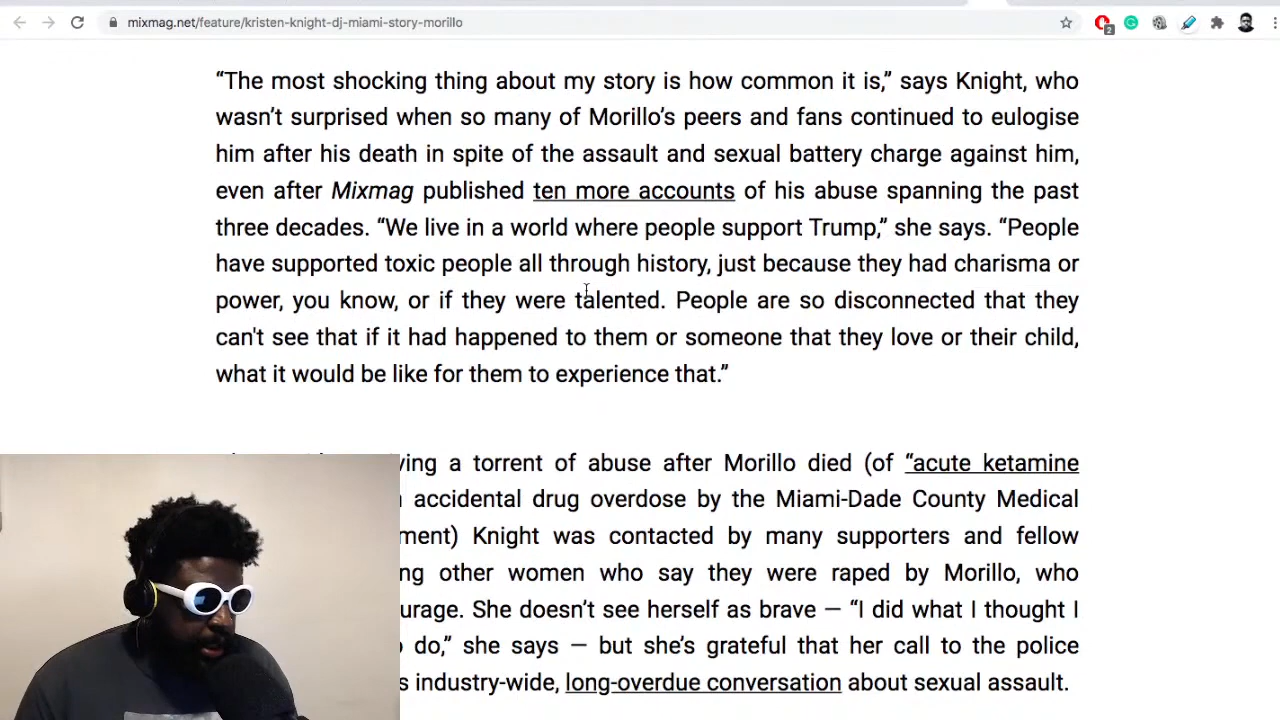 mixmag.net/feature/kristen-knight-dj-miami-story-morillo
2
“The most shocking thing about my story is how common it is,” says Knight, who
wasn’t surprised when so many of Morillo’s peers and fans continued to eulogise
him after his death in spite of the assault and sexual battery charge against him,
even after Mixmag published ten more accounts of his abuse spanning the past
three decades. “We live in a world where people support Trump,” she says. “People
have supported toxic people all through history, just because they had charisma or
power, you know, or if they were talented. People are so disconnected that they
can't see that if it had happened to them or someone that they love or their child,
what it would be like for them to experience that.”
a torrent of abuse after Morillo died (of “acute ketamine
accidental drug overdose by the Miami-Dade County Medical
Knight was contacted by many supporters and fellow
other women who say they were raped by Morillo, who
She doesn’t see herself as brave — “I did what I thought I
do,” she says — but she’s grateful that her call to the police
industry-wide, long-overdue conversation about sexual assault.